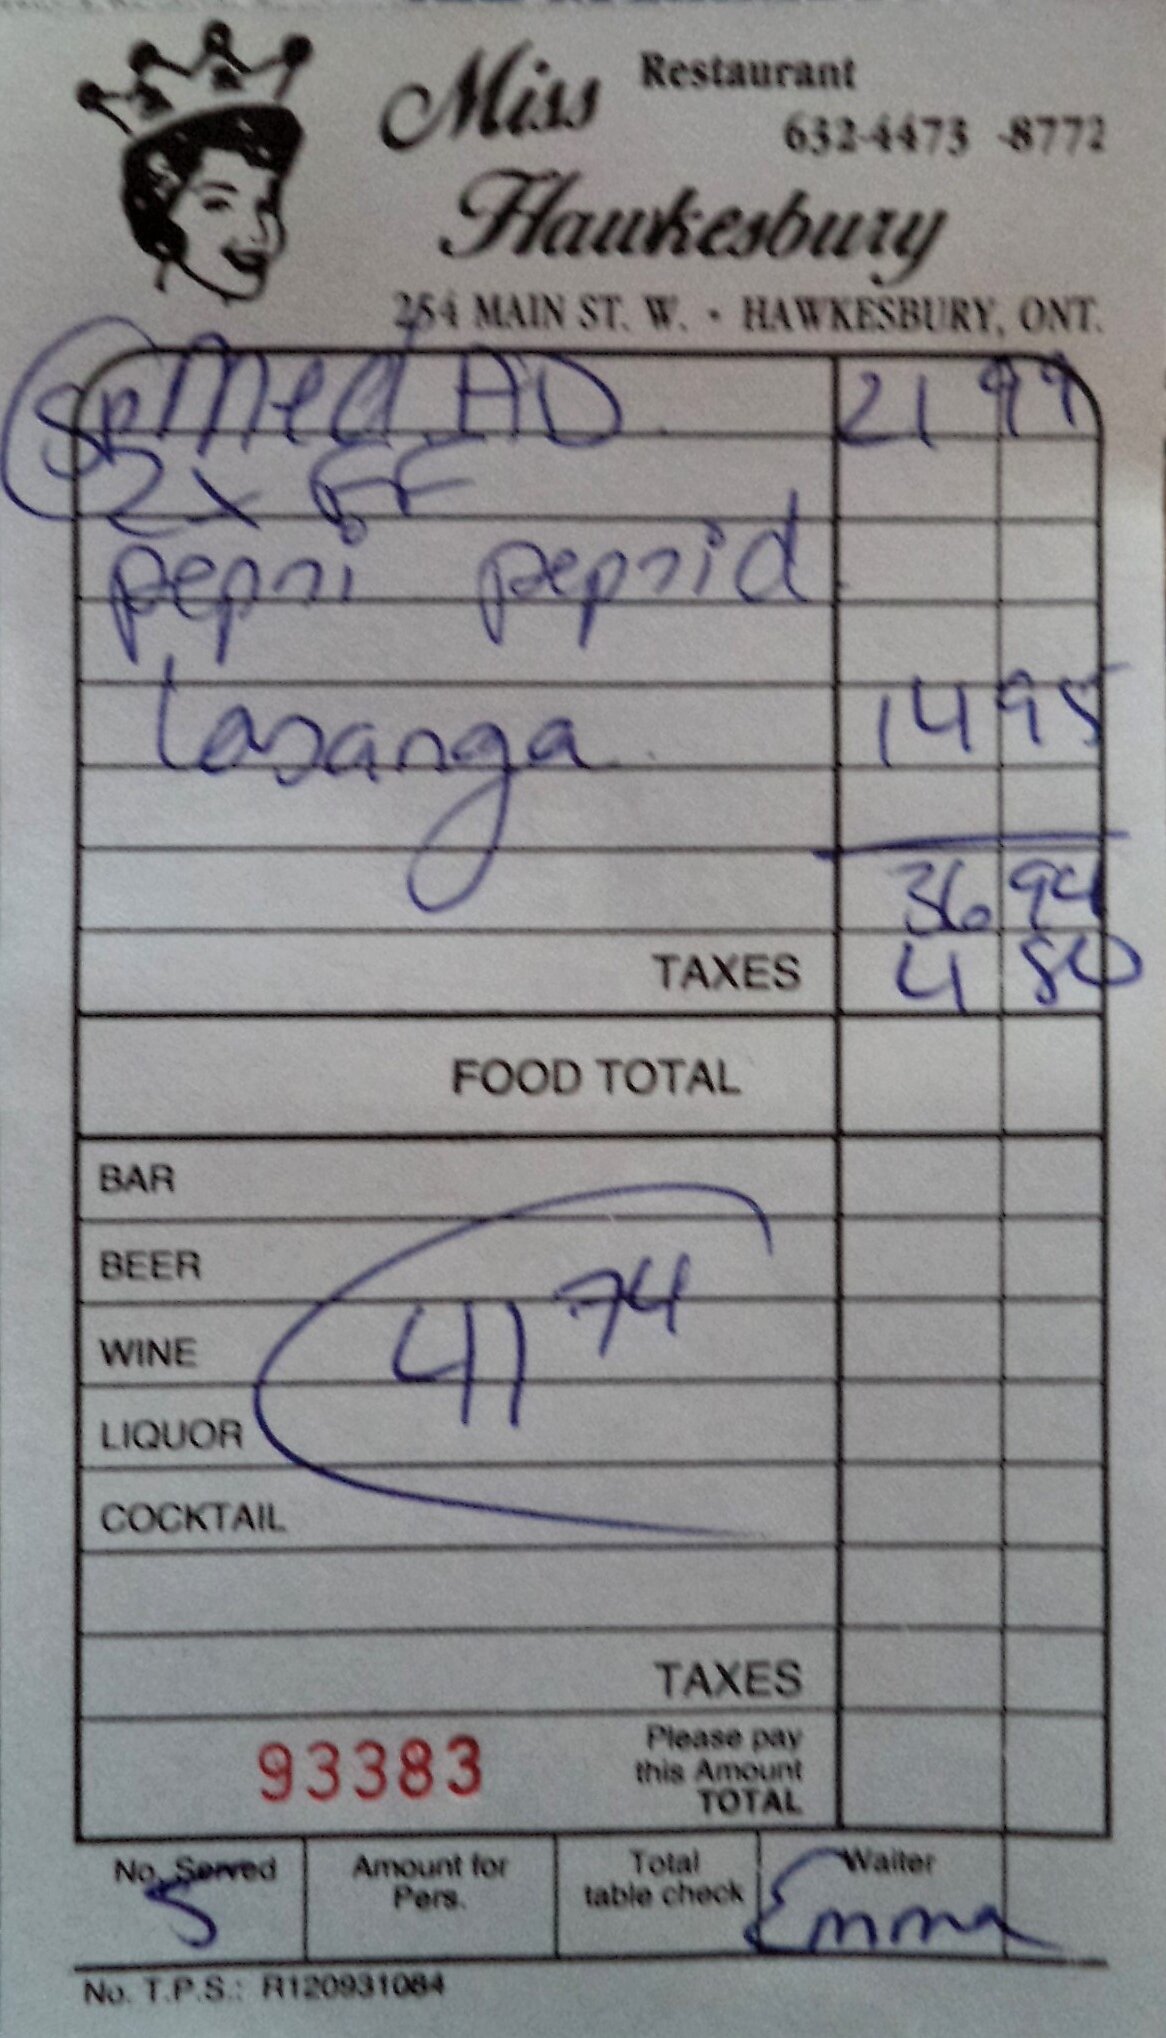 Miss Restaurant
632-4473 -8772
Hawkesbury
254 MAIN ST. W. • HAWKESBURY, ONT.
Sp Med AD 21 99
2x FF
pepsi pepsid
Lasanga 14 95
36 94
TAXES 4 80
FOOD TOTAL
BAR
BEER
WINE 41 74
LIQUOR
COCKTAIL
TAXES
93383 Please pay
this Amount
TOTAL
No. Served Amount for Pers. Total table check Waiter
5 Emma
No. T.P.S.: R120931084